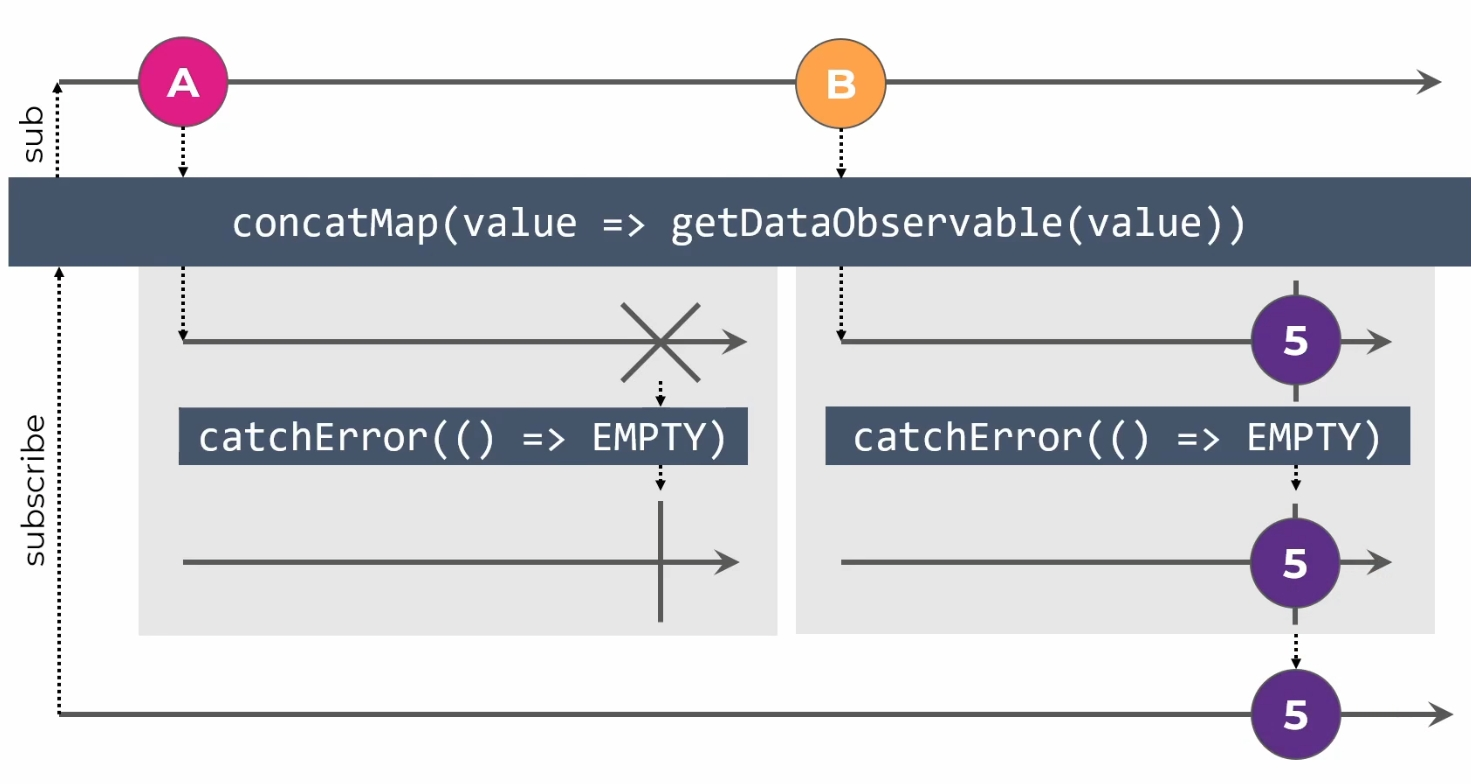 A
B
sub
concatMap(value => getDataObservable(value))
5
catchError(() => EMPTY)
catchError(() => EMPTY)
subscribe
5
5